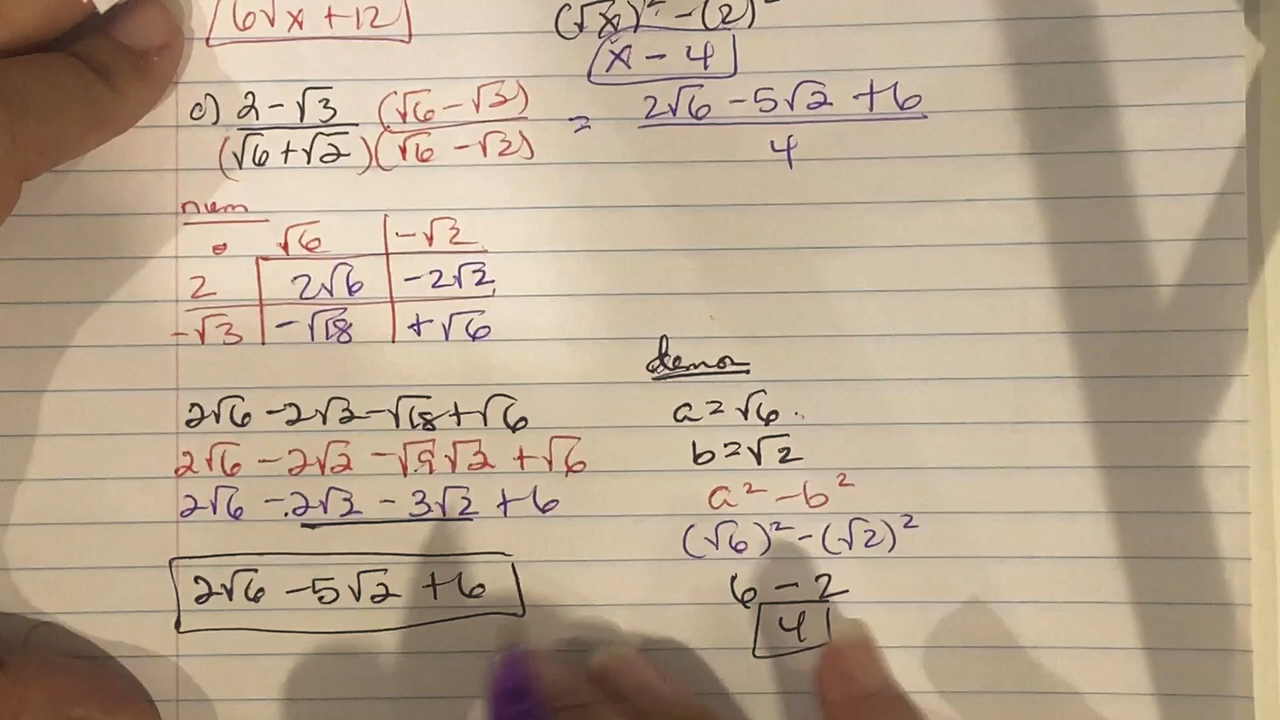 6√x + 12
(√x)² - (2)²
x - 4
c) 2 - √3 (√6 - √2) / (√6 + √2)(√6 - √2) = 2√6 - 5√2 + 6 / 4
num
• √6 -√2
2 2√6 -2√2
-√3 -√18 +√6
2√6 - 2√2 - √18 + √6
2√6 - 2√2 - √9√2 + √6
2√6 - 2√2 - 3√2 + 6
2√6 - 5√2 + 6
denom
a = √6
b = √2
a² - b²
(√6)² - (√2)²
6 - 2
4